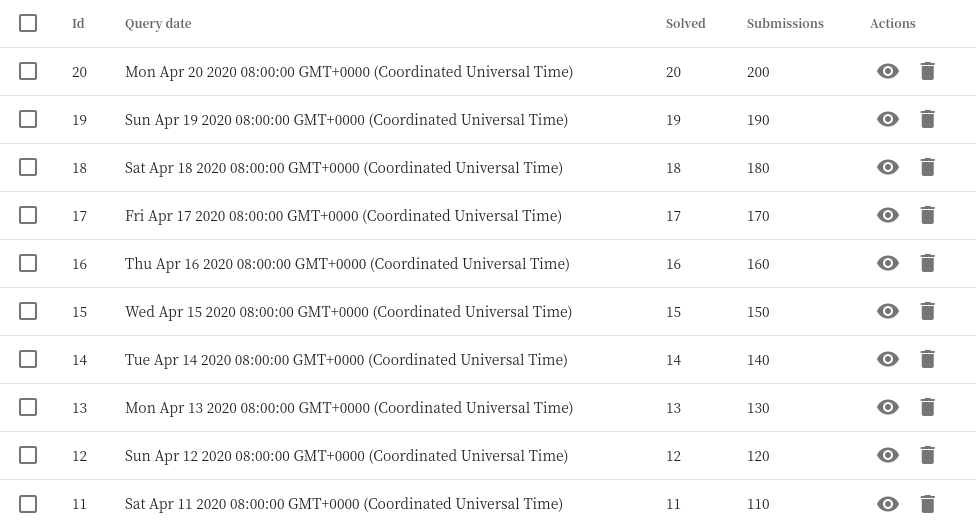 Id Query date Solved Submissions Actions
20 Mon Apr 20 2020 08:00:00 GMT+0000 (Coordinated Universal Time) 20 200
19 Sun Apr 19 2020 08:00:00 GMT+0000 (Coordinated Universal Time) 19 190
18 Sat Apr 18 2020 08:00:00 GMT+0000 (Coordinated Universal Time) 18 180
17 Fri Apr 17 2020 08:00:00 GMT+0000 (Coordinated Universal Time) 17 170
16 Thu Apr 16 2020 08:00:00 GMT+0000 (Coordinated Universal Time) 16 160
15 Wed Apr 15 2020 08:00:00 GMT+0000 (Coordinated Universal Time) 15 150
14 Tue Apr 14 2020 08:00:00 GMT+0000 (Coordinated Universal Time) 14 140
13 Mon Apr 13 2020 08:00:00 GMT+0000 (Coordinated Universal Time) 13 130
12 Sun Apr 12 2020 08:00:00 GMT+0000 (Coordinated Universal Time) 12 120
11 Sat Apr 11 2020 08:00:00 GMT+0000 (Coordinated Universal Time) 11 110